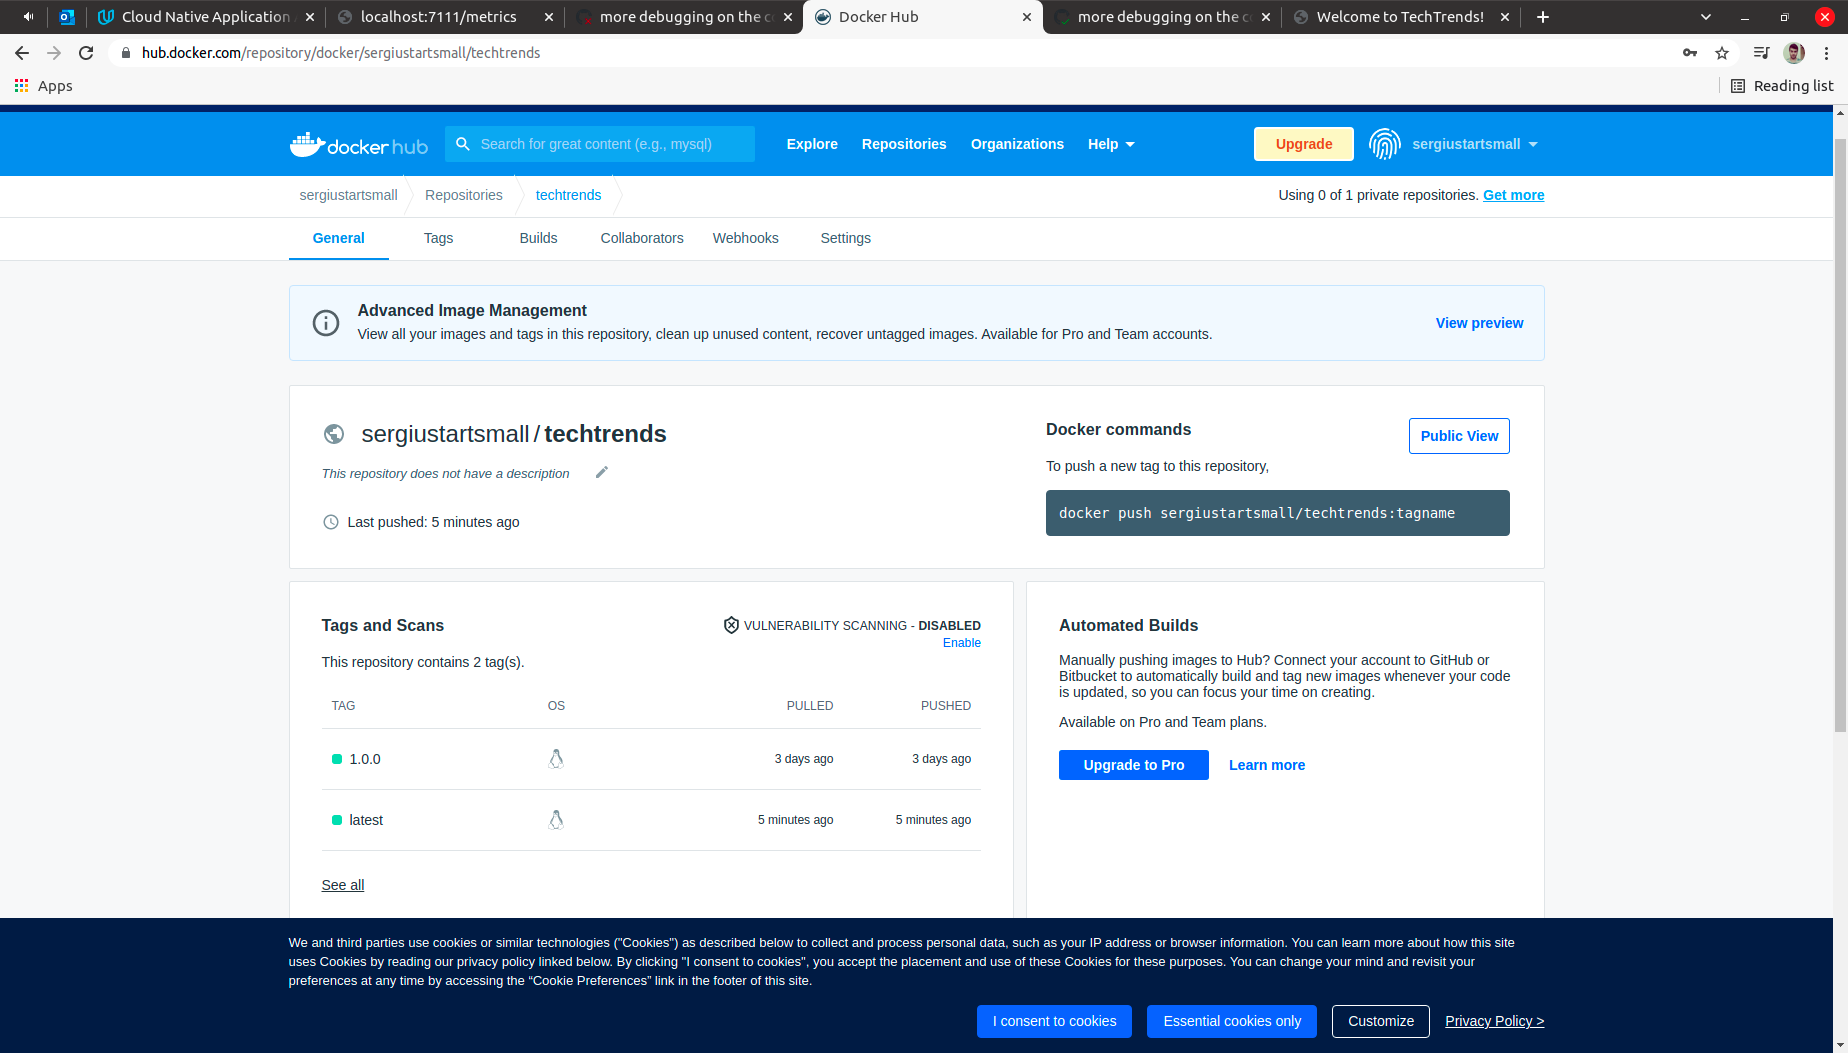 Cloud Native Application
localhost:7111/metrics
more debugging on the
Docker Hub
more debugging on the
Welcome to TechTrends!
hub.docker.com/repository/docker/sergiustartsmall/techtrends
Apps
Reading list
docker hub
Search for great content (e.g., mysql)
Explore
Repositories
Organizations
Help
Upgrade
sergiustartsmall
sergiustartsmall
Repositories
techtrends
Using 0 of 1 private repositories. Get more
General
Tags
Builds
Collaborators
Webhooks
Settings
Advanced Image Management
View all your images and tags in this repository, clean up unused content, recover untagged images. Available for Pro and Team accounts.
View preview
sergiustartsmall / techtrends
This repository does not have a description
Last pushed: 5 minutes ago
Docker commands
Public View
To push a new tag to this repository,
docker push sergiustartsmall/techtrends:tagname
Tags and Scans
VULNERABILITY SCANNING - DISABLED
Enable
This repository contains 2 tag(s).
TAG OS PULLED PUSHED
1.0.0 3 days ago 3 days ago
latest 5 minutes ago 5 minutes ago
See all
Automated Builds
Manually pushing images to Hub? Connect your account to GitHub or
Bitbucket to automatically build and tag new images whenever your code
is updated, so you can focus your time on creating.
Available on Pro and Team plans.
Upgrade to Pro
Learn more
We and third parties use cookies or similar technologies ("Cookies") as described below to collect and process personal data, such as your IP address or browser information. You can learn more about how this site
uses Cookies by reading our privacy policy linked below. By clicking "I consent to cookies", you accept the placement and use of these Cookies for these purposes. You can change your mind and revisit your
preferences at any time by accessing the “Cookie Preferences” link in the footer of this site.
I consent to cookies
Essential cookies only
Customize
Privacy Policy >